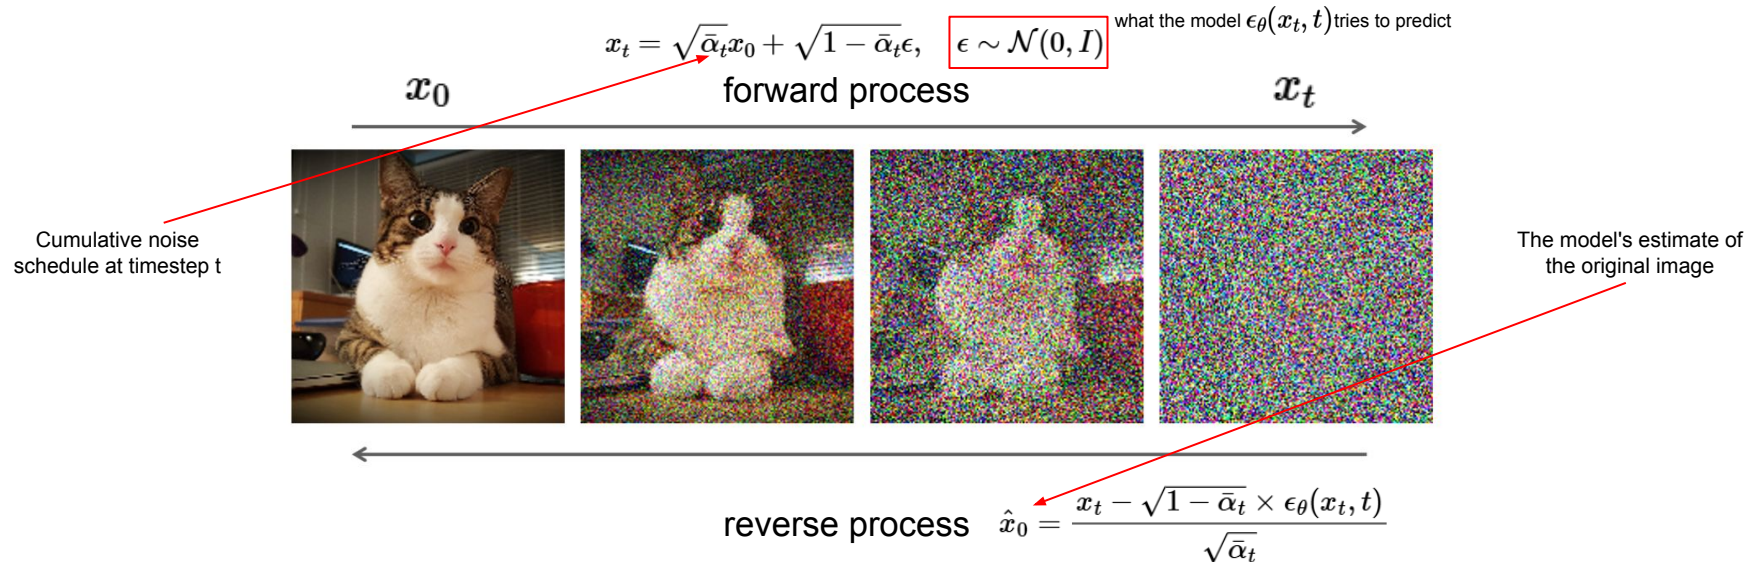 what the model ϵ_θ(x_t, t) tries to predict
x_t = √ᾱ_t x_0 + √1 − ᾱ_t ϵ, ϵ ∼ 𝒩(0, I)
x_0 forward process x_t
Cumulative noise
schedule at timestep t
The model's estimate of
the original image
reverse process x̂_0 = (x_t − √1 − ᾱ_t × ϵ_θ(x_t, t)) / √ᾱ_t